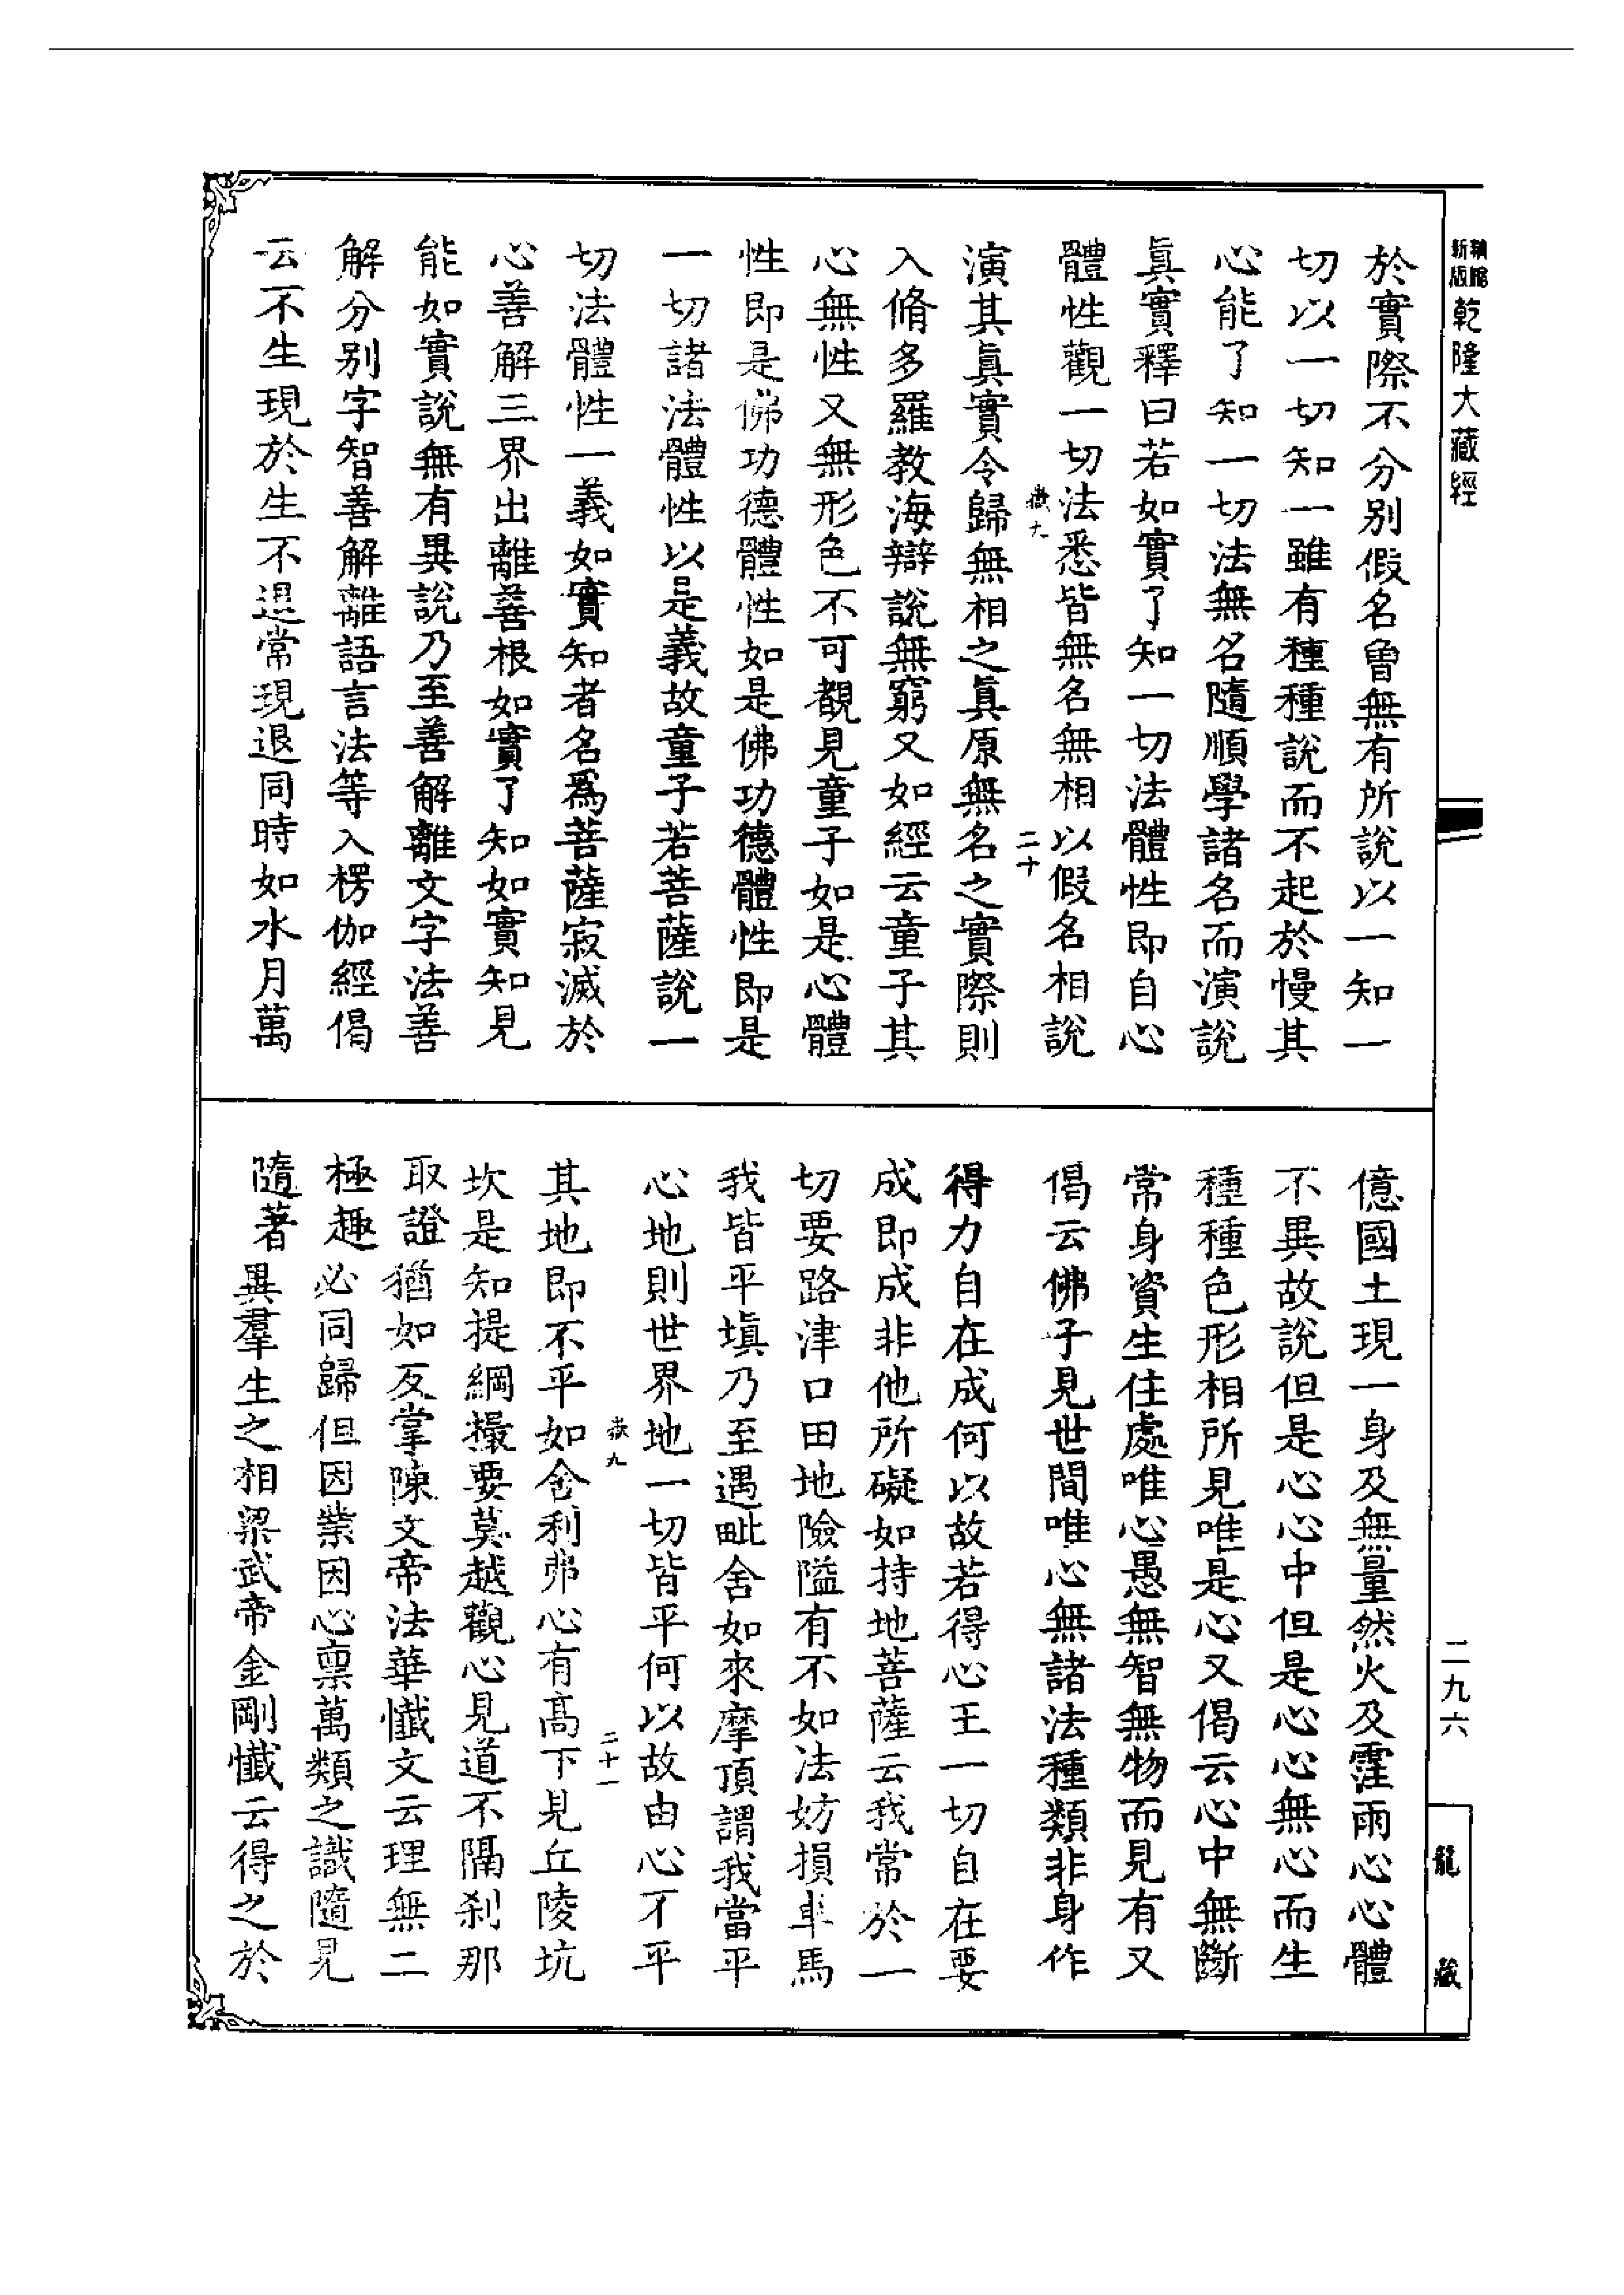 乾隆大藏經
於實際不分別假名曾無有所說以一知一
切以一切知一雖有種種說而不起於慢其
心能了知一切法無名隨順學諸名而演說
真實釋曰若如實了知一切法體性即自心
體性觀一切法悉皆無名無相以假名相說
二十
演其真實令歸無相之真原無名之實際則
入脩多羅教海辯說無窮又如經云童子其
心無性又無形色不可覩見童子如是心體
性即是佛功德體性如是佛功德體性即是
一切諸法體性以是義故童子若菩薩說一
切法體性一義如實知者名為菩薩寂滅於
心善解三界出離善根如實了知如實知見
能如實說無有異說乃至善解離文字法善
解分別字智善解離語言法等入楞伽經偈
云不生現於生不退常現退同時如水月萬
億國土現一身及無量然火及霔雨心心體
不異故說但是心心中但是心心無心而生
種種色形相所見唯是心又偈云心中無斷
常身資生住處唯心愚無智無物而見有又
偈云佛子見世間唯心無諸法種類非身作
得力自在成何以故若得心王一切自在要
成即成非他所礙如持地菩薩云我常於一
切要路津口田地險隘有不如法妨損車馬
我皆平塡乃至遇毗舍如來摩頂謂我當平
心地則世界地一切皆平何以故由心不平
嶽九
二十一
其地即不平如舍利弗心有髙下見丘陵坑
坎是知提綱撮要莫越觀心見道不隔剎那
取證猶如反掌陳文帝法華懺文云理無二
極趣必同歸但因業因心稟萬類之識隨見
隨著異羣生之相梁武帝金剛懺云得之於
二九六
龍藏